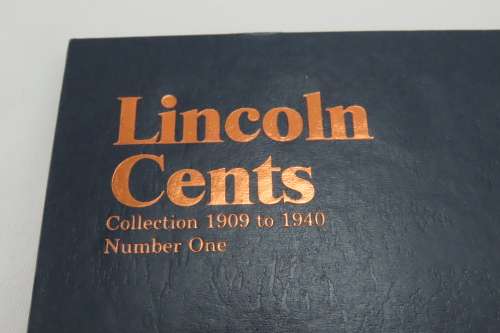 Lincoln
Cents
Collection 1909 to 1940
Number One